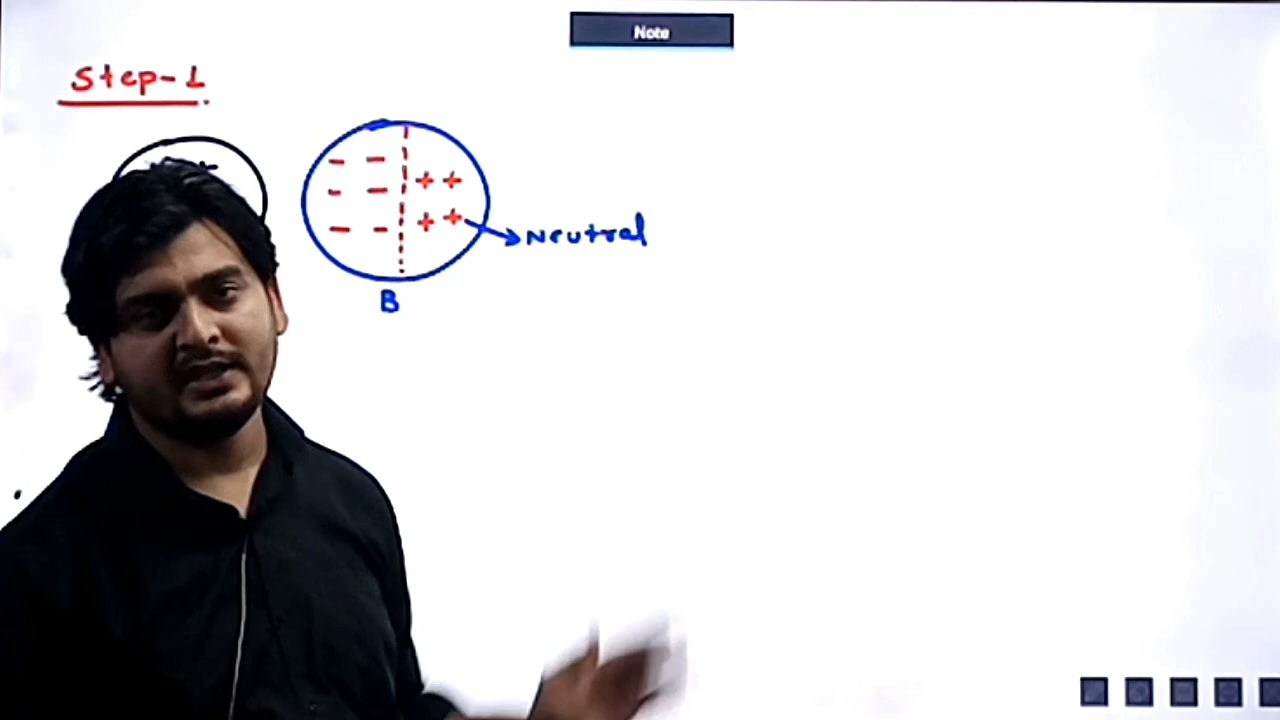 Note
Step-1
+
- - + +
- -
- - + +
Neutral
B